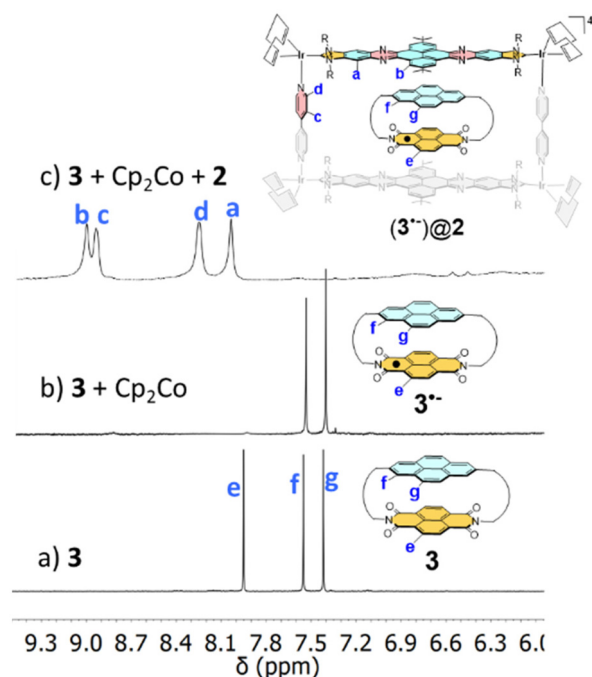 4
R R
Ir N N N N N N Ir
R a b R
N d
c
f g
N N
O O
e
Ir N N N N N N Ir
(3•-)@2
c) 3 + Cp2Co + 2
b c d a
f g
O O
N N
O O
e
3•-
b) 3 + Cp2Co
e f g
f g
O O
N N
O O
e
3
a) 3
9.3 9.0 8.7 8.4 8.1 7.8 7.5 7.2 6.9 6.6 6.3 6.0
δ (ppm)